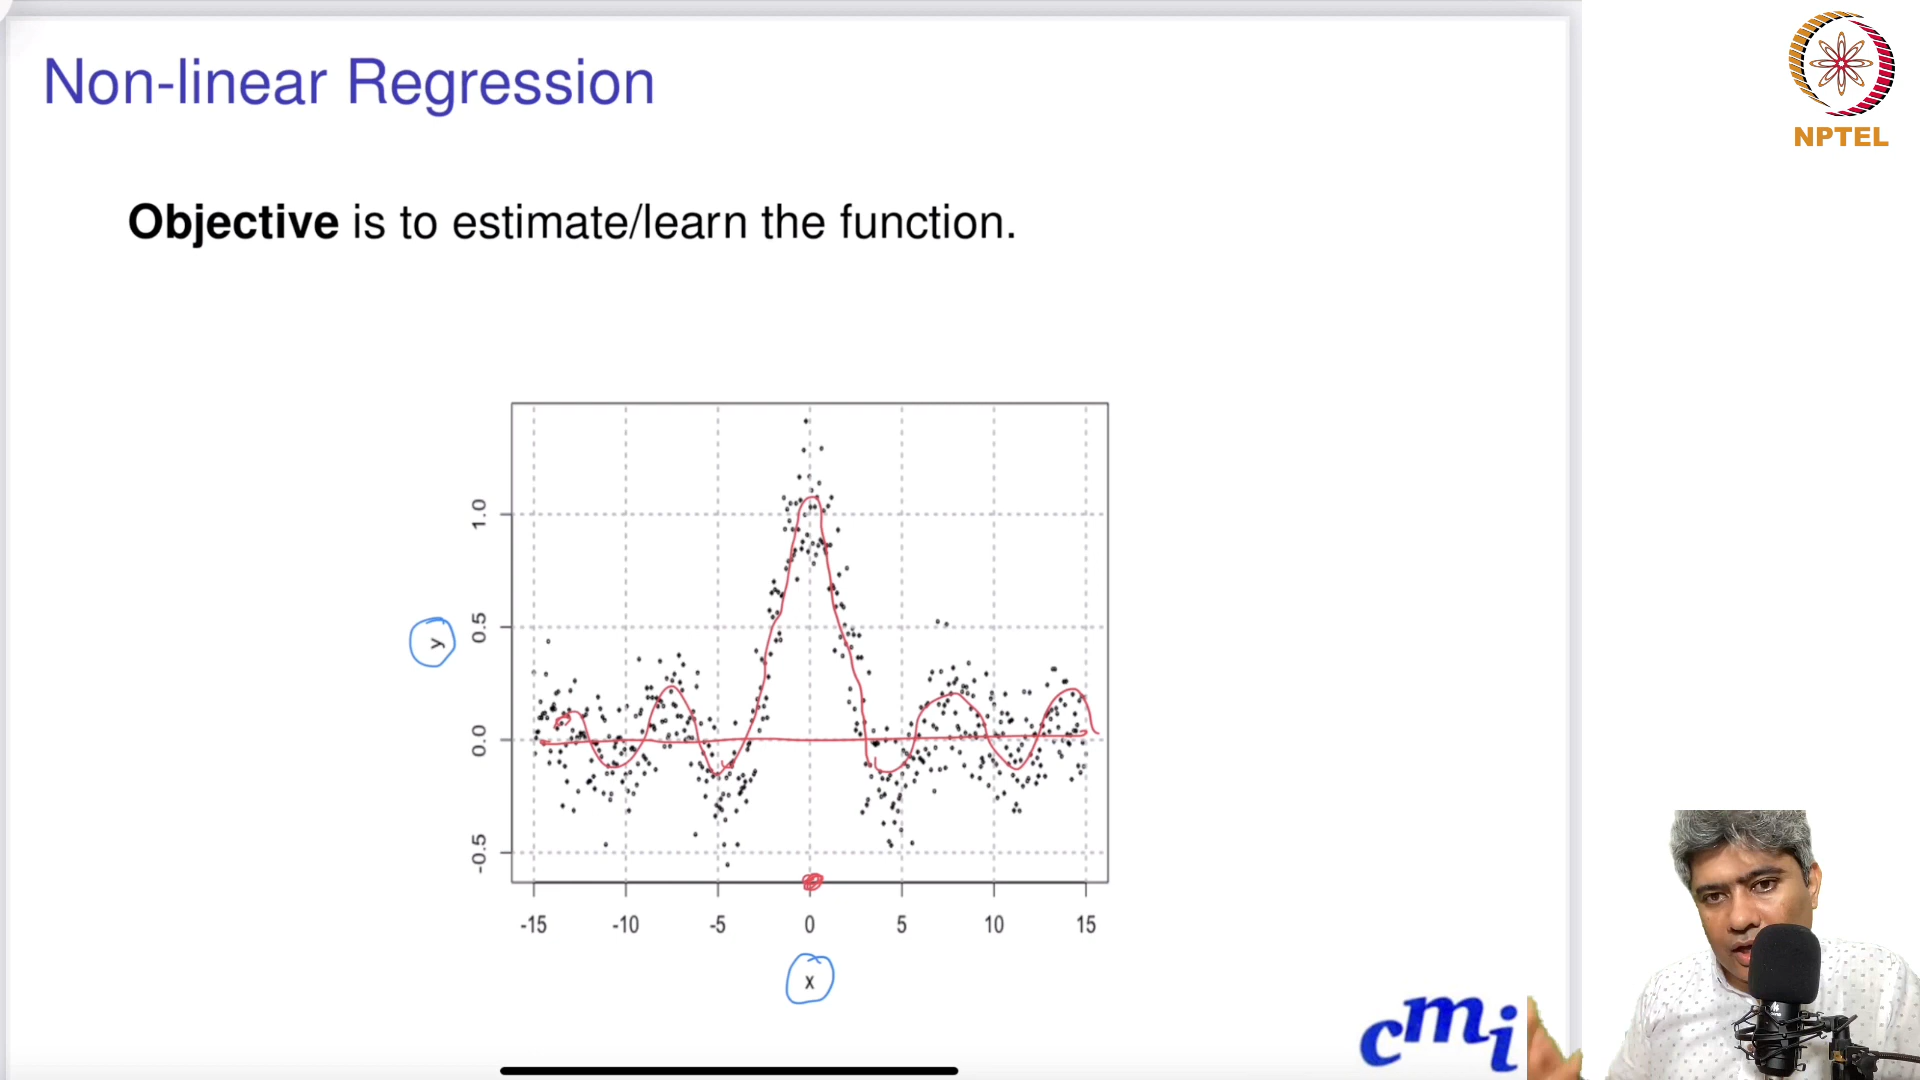 Non-linear Regression
NPTEL
Objective is to estimate/learn the function.
1.0
0.5
0.0
-0.5
y
-15 -10 -5 0 5 10 15
x
cmi